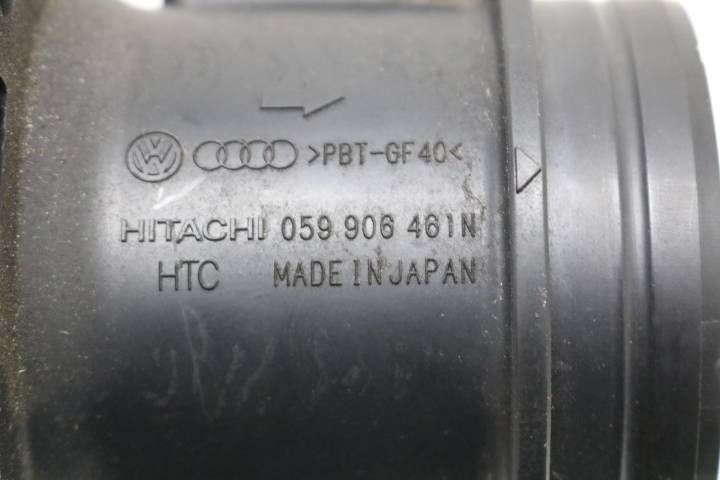 >PBT-GF40<
HITACHI 059 906 461N
HTC MADE IN JAPAN